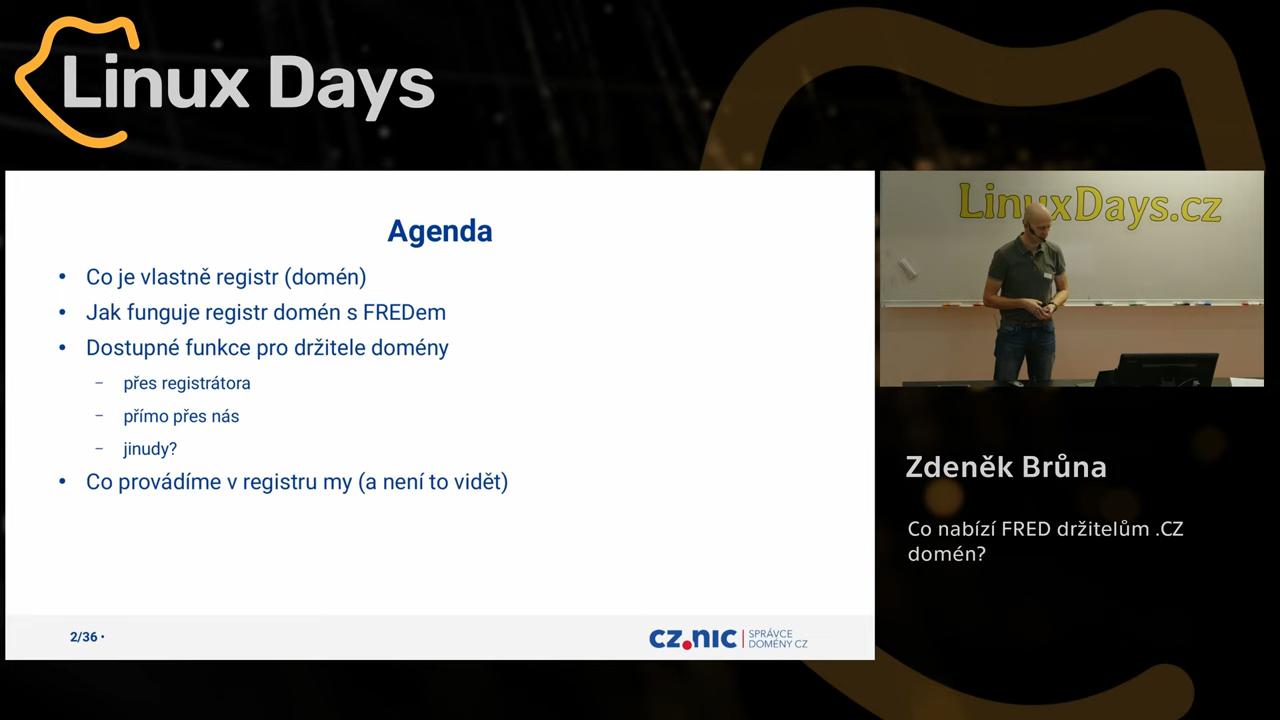 Linux Days
Agenda
• Co je vlastně registr (domén)
• Jak funguje registr domén s FREDem
• Dostupné funkce pro držitele domény
– přes registrátora
– přímo přes nás
– jinudy?
• Co provádíme v registru my (a není to vidět)
2/36 •
CZ.NIC
SPRÁVCE
DOMÉNY CZ
LinuxDays.cz
Zdeněk Brůna
Co nabízí FRED držitelům .CZ
domén?